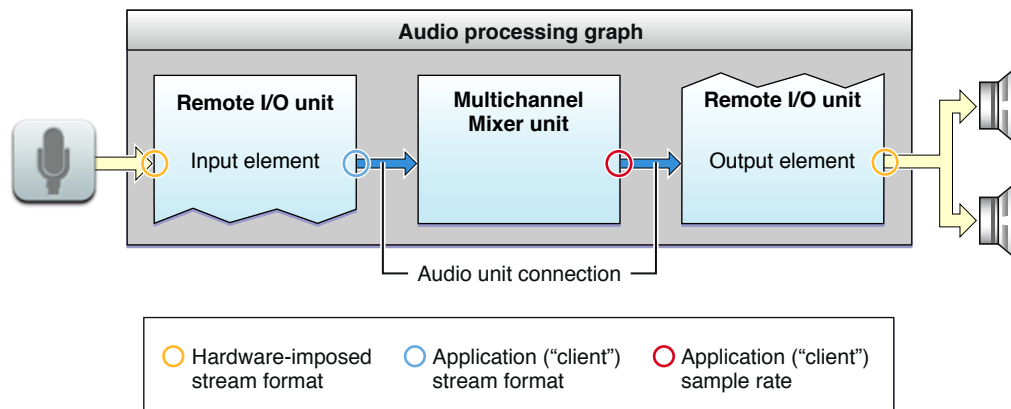 Audio processing graph
Remote I/O unit
Input element
Multichannel
Mixer unit
Remote I/O unit
Output element
Audio unit connection
Hardware-imposed
stream format
Application (“client”)
stream format
Application (“client”)
sample rate